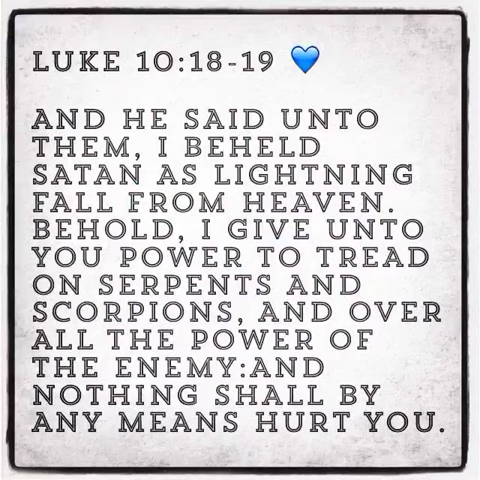 LUKE 10:18-19 💙
AND HE SAID UNTO
THEM, I BEHELD
SATAN AS LIGHTNING
FALL FROM HEAVEN.
BEHOLD, I GIVE UNTO
YOU POWER TO TREAD
ON SERPENTS AND
SCORPIONS, AND OVER
ALL THE POWER OF
THE ENEMY:AND
NOTHING SHALL BY
ANY MEANS HURT YOU.